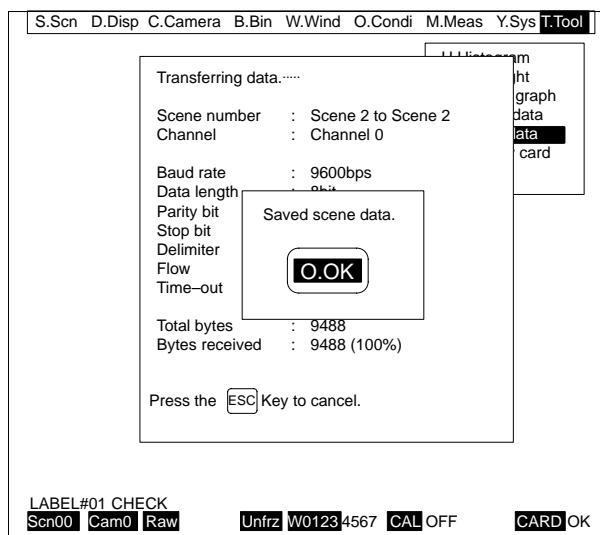 S.Scn D.Disp C.Camera B.Bin W.Wind O.Condi M.Meas Y.Sys T.Tool
Transferring data.·····
graph
data
card
Scene number : Scene 2 to Scene 2
Channel : Channel 0
Baud rate : 9600bps
Data length :
Parity bit
Stop bit
Delimiter
Flow
Time–out
Saved scene data.
O.OK
Total bytes : 9488
Bytes received : 9488 (100%)
Press the ESC Key to cancel.
LABEL#01 CHECK
Scn00 Cam0 Raw Unfrz W01234567 CAL OFF CARD OK